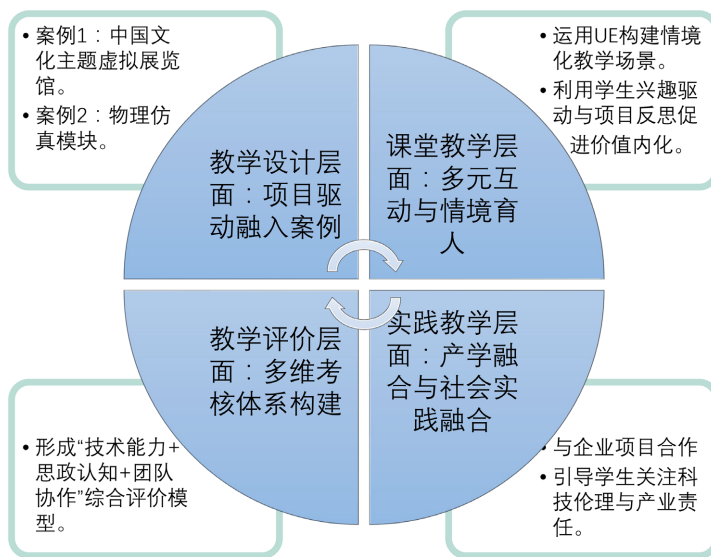 • 案例1：中国文
化主题虚拟展览
馆。
• 案例2：物理仿
真模块。
• 运用UE构建情境
化教学场景。
• 利用学生兴趣驱
动与项目反思促
进价值内化。
教学设计层
面：项目驱
动融入案例
课堂教学层
面：多元互
动与情境育
人
教学评价层
面：多维考
核体系构建
实践教学层
面：产学融
合与社会实
践融合
• 形成“技术能力+
思政认知+团队
协作”综合评价模
型。
• 与企业项目合作
• 引导学生关注科
技伦理与产业责
任。